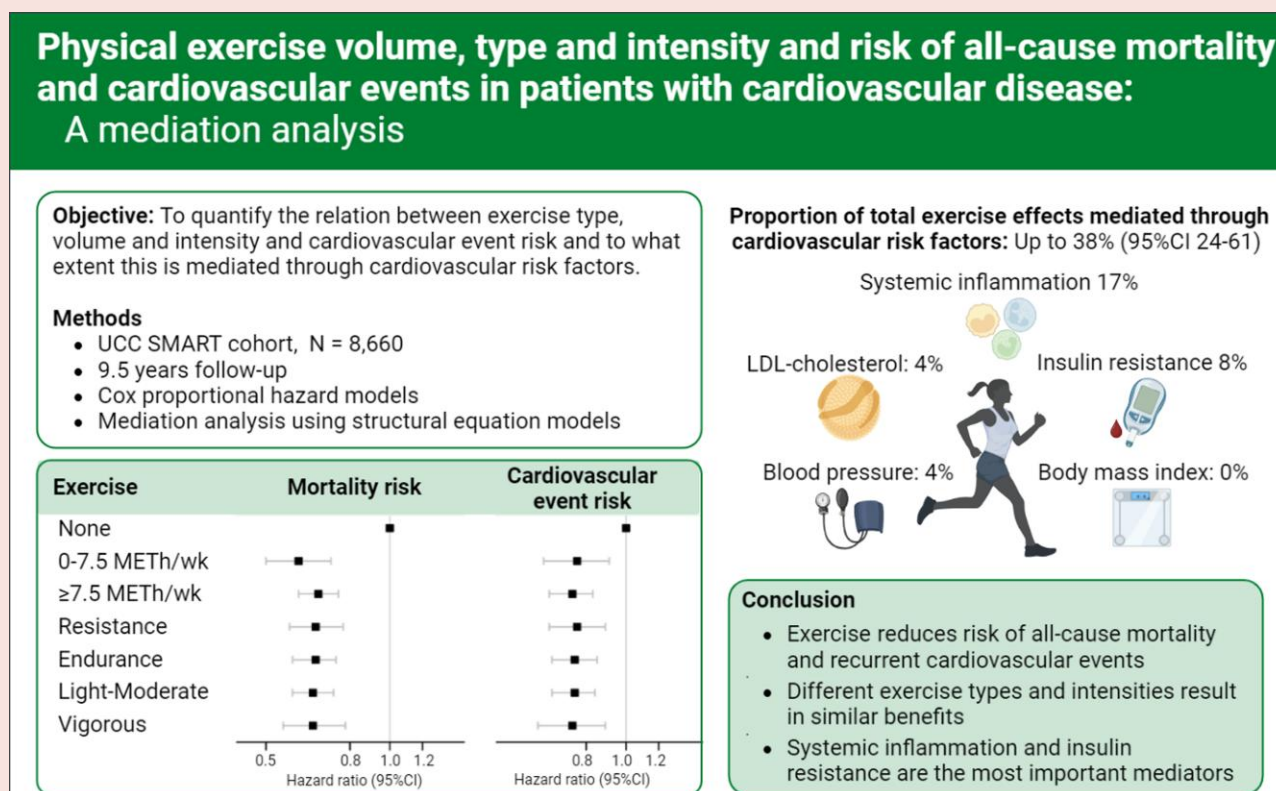 Physical exercise volume, type and intensity and risk of all-cause mortality
and cardiovascular events in patients with cardiovascular disease:
A mediation analysis
Objective: To quantify the relation between exercise type,
volume and intensity and cardiovascular event risk and to what
extent this is mediated through cardiovascular risk factors.
Methods
• UCC SMART cohort, N = 8,660
• 9.5 years follow-up
• Cox proportional hazard models
• Mediation analysis using structural equation models
Exercise Mortality risk Cardiovascular event risk
None
0-7.5 METh/wk
≥7.5 METh/wk
Resistance
Endurance
Light-Moderate
Vigorous
0.5 0.8 1.0 1.2
Hazard ratio (95%CI)
0.8 1.0 1.2
Hazard ratio (95%CI)
Proportion of total exercise effects mediated through
cardiovascular risk factors: Up to 38% (95%CI 24-61)
Systemic inflammation 17%
LDL-cholesterol: 4%
Insulin resistance 8%
Blood pressure: 4%
Body mass index: 0%
Conclusion
• Exercise reduces risk of all-cause mortality
and recurrent cardiovascular events
• Different exercise types and intensities result
in similar benefits
• Systemic inflammation and insulin
resistance are the most important mediators